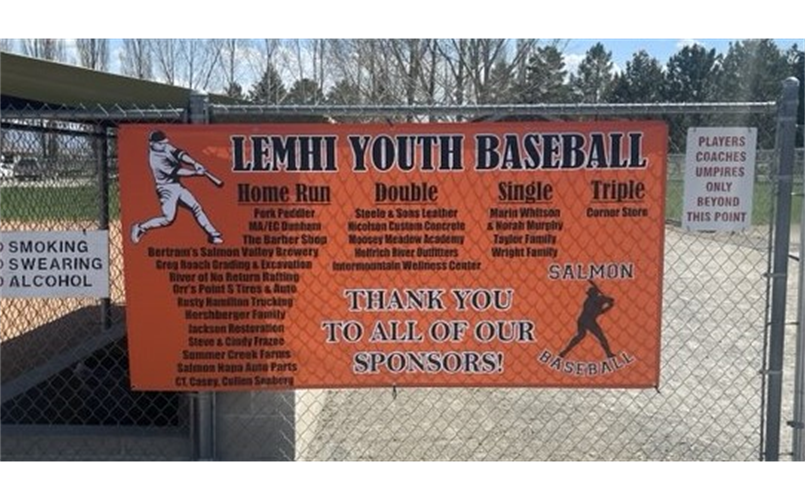 LEMHI YOUTH BASEBALL
Home Run
Pork Peddler
MA/EC Dunham
The Barber Shop
Bertram's Salmon Valley Brewery
Greg Roach Grading & Excavation
River of No Return Rafting
Orr's Point S Tires & Auto
Rusty Hamilton Trucking
Hershberger Family
Jackson Restoration
Steve & Cindy Frazee
Summer Creek Farms
Salmon Napa Auto Parts
CT, Casey, Cullen Seaberg
Double
Steele & Sons Leather
Nicolson Custom Concrete
Moosey Meadow Academy
Helfrich River Outfitters
Intermountain Wellness Center
Single
Marin Whitson
& Norah Murphy
Taylor Family
Wright Family
Triple
Corner Store
THANK YOU
TO ALL OF OUR
SPONSORS!
SALMON
BASEBALL
SMOKING
SWEARING
ALCOHOL
PLAYERS
COACHES
UMPIRES
ONLY
BEYOND
THIS POINT